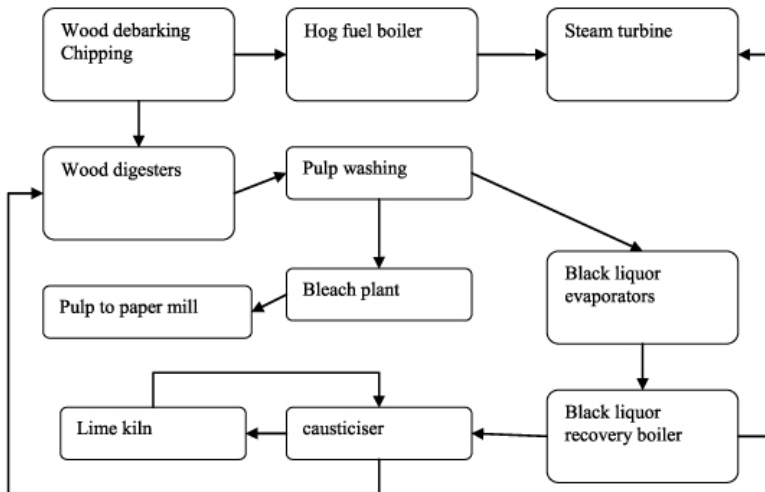 Wood debarking
Chipping
Hog fuel boiler
Steam turbine
Wood digesters
Pulp washing
Black liquor
evaporators
Bleach plant
Pulp to paper mill
Lime kiln
causticiser
Black liquor
recovery boiler